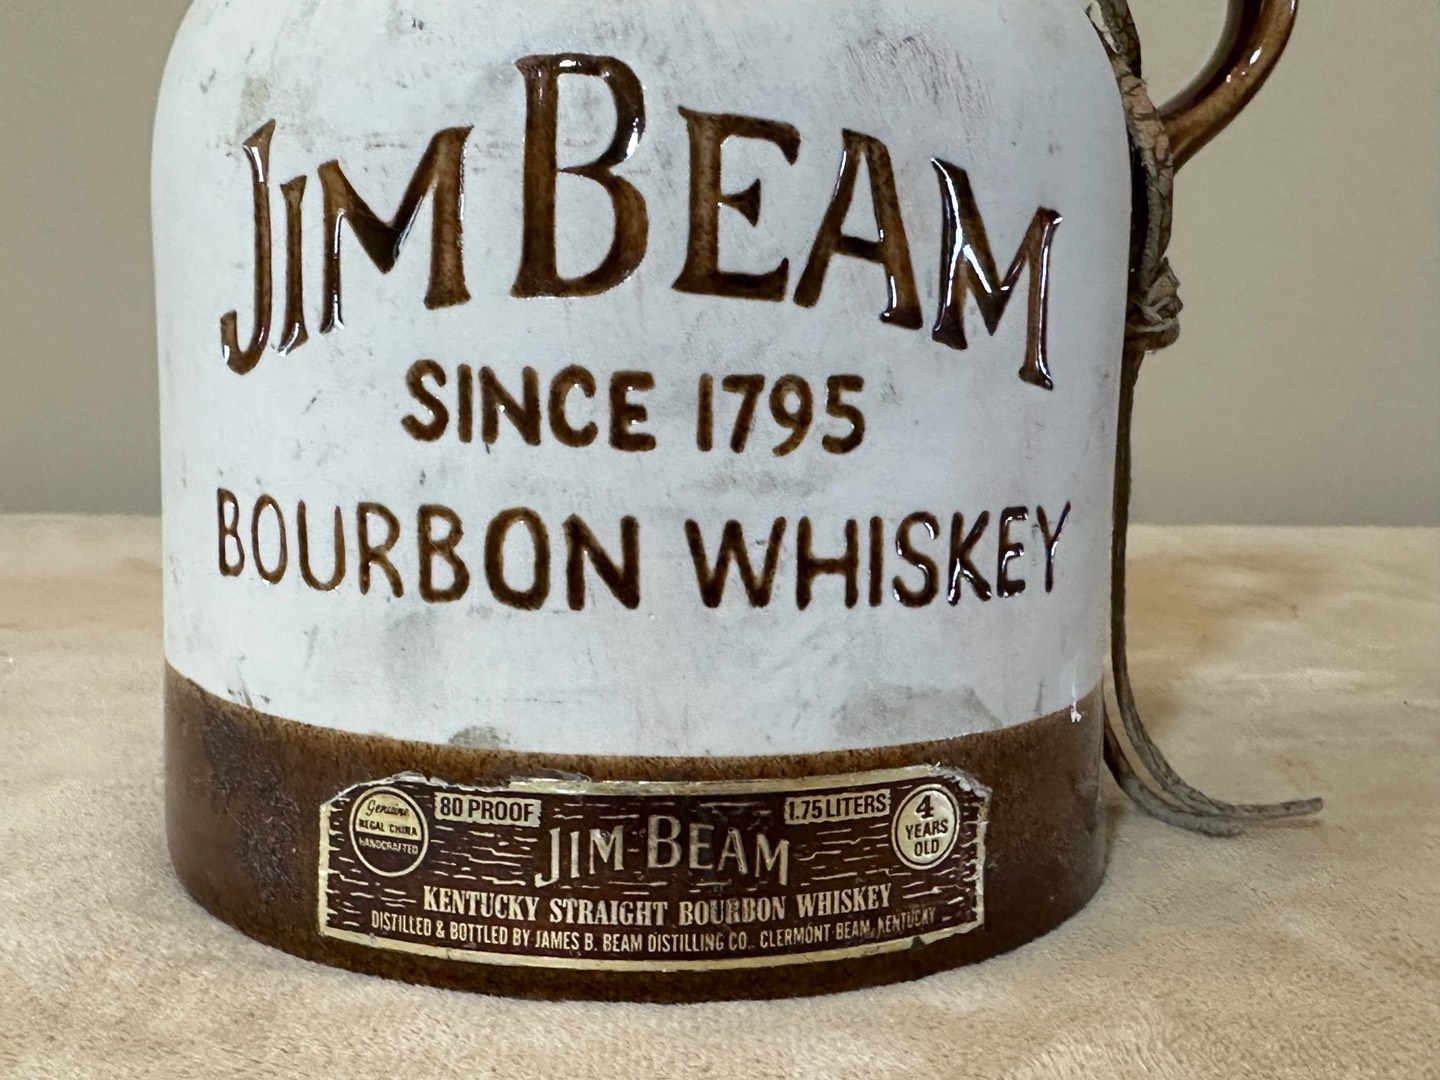 JIM BEAM
SINCE 1795
BOURBON WHISKEY
Genuine
REGAL CHINA
HANDCRAFTED
80 PROOF
1.75 LITERS
4
YEARS
OLD
JIM BEAM
KENTUCKY STRAIGHT BOURBON WHISKEY
DISTILLED & BOTTLED BY JAMES B. BEAM DISTILLING CO. CLERMONT BEAM, KENTUCKY